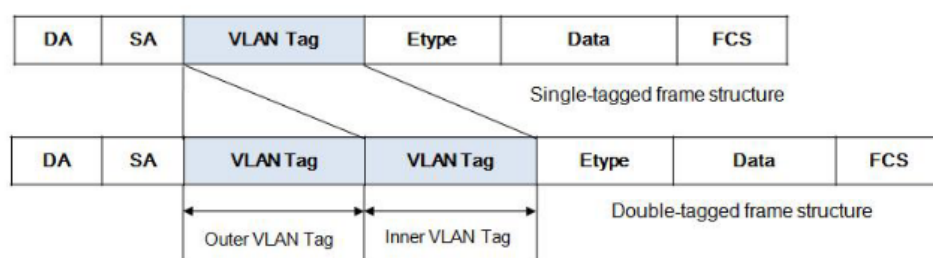 DA SA VLAN Tag Etype Data FCS
Single-tagged frame structure
DA SA VLAN Tag VLAN Tag Etype Data FCS
Double-tagged frame structure
Outer VLAN Tag Inner VLAN Tag